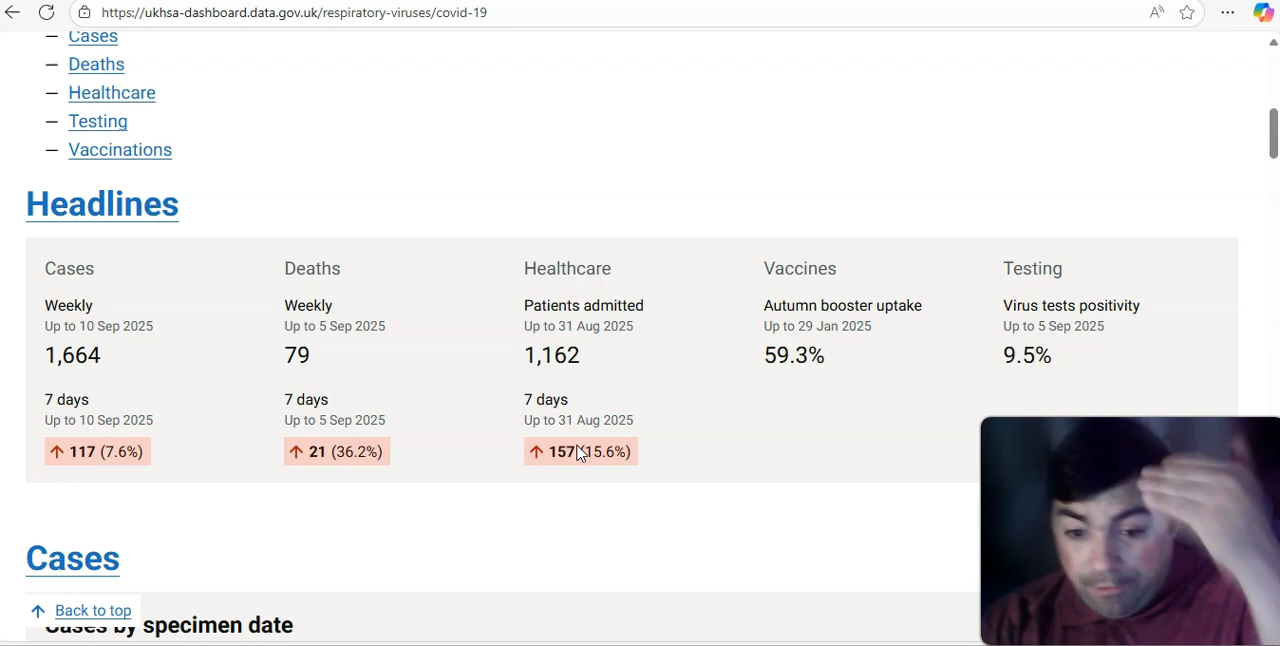 https://ukhsa-dashboard.data.gov.uk/respiratory-viruses/covid-19
– Cases
– Deaths
– Healthcare
– Testing
– Vaccinations
Headlines
Cases
Weekly
Up to 10 Sep 2025
1,664
7 days
Up to 10 Sep 2025
↑ 117 (7.6%)
Deaths
Weekly
Up to 5 Sep 2025
79
7 days
Up to 5 Sep 2025
↑ 21 (36.2%)
Healthcare
Patients admitted
Up to 31 Aug 2025
1,162
7 days
Up to 31 Aug 2025
↑ 157 (15.6%)
Vaccines
Autumn booster uptake
Up to 29 Jan 2025
59.3%
Testing
Virus tests positivity
Up to 5 Sep 2025
9.5%
Cases
↑ Back to top
Cases by specimen date